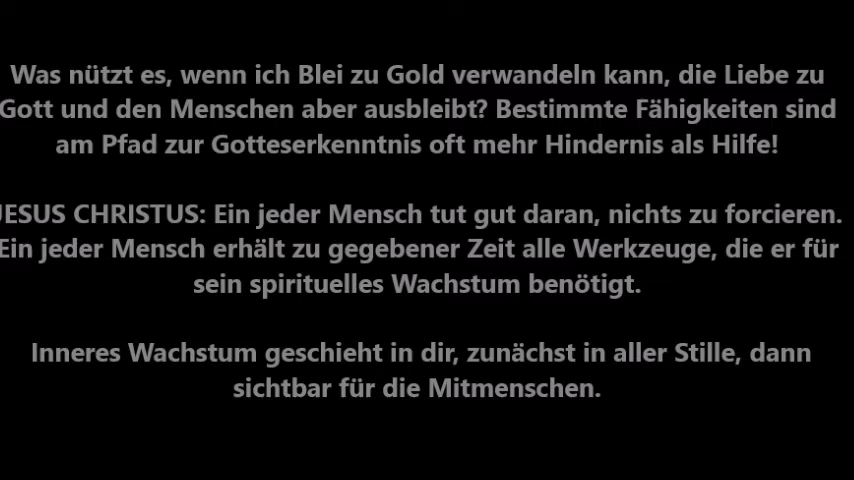 Was nützt es, wenn ich Blei zu Gold verwandeln kann, die Liebe zu
Gott und den Menschen aber ausbleibt? Bestimmte Fähigkeiten sind
am Pfad zur Gotteserkenntnis oft mehr Hindernis als Hilfe!
JESUS CHRISTUS: Ein jeder Mensch tut gut daran, nichts zu forcieren.
Ein jeder Mensch erhält zu gegebener Zeit alle Werkzeuge, die er für
sein spirituelles Wachstum benötigt.
Inneres Wachstum geschieht in dir, zunächst in aller Stille, dann
sichtbar für die Mitmenschen.